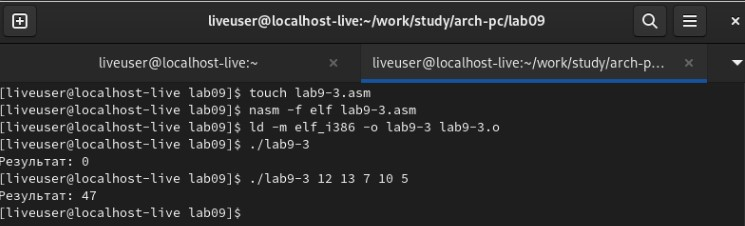 liveuser@localhost-live:~/work/study/arch-pc/lab09
liveuser@localhost-live:~
liveuser@localhost-live:~/work/study/arch-p...
[liveuser@localhost-live lab09]$ touch lab9-3.asm
[liveuser@localhost-live lab09]$ nasm -f elf lab9-3.asm
[liveuser@localhost-live lab09]$ ld -m elf_i386 -o lab9-3 lab9-3.o
[liveuser@localhost-live lab09]$ ./lab9-3
Результат: 0
[liveuser@localhost-live lab09]$ ./lab9-3 12 13 7 10 5
Результат: 47
[liveuser@localhost-live lab09]$